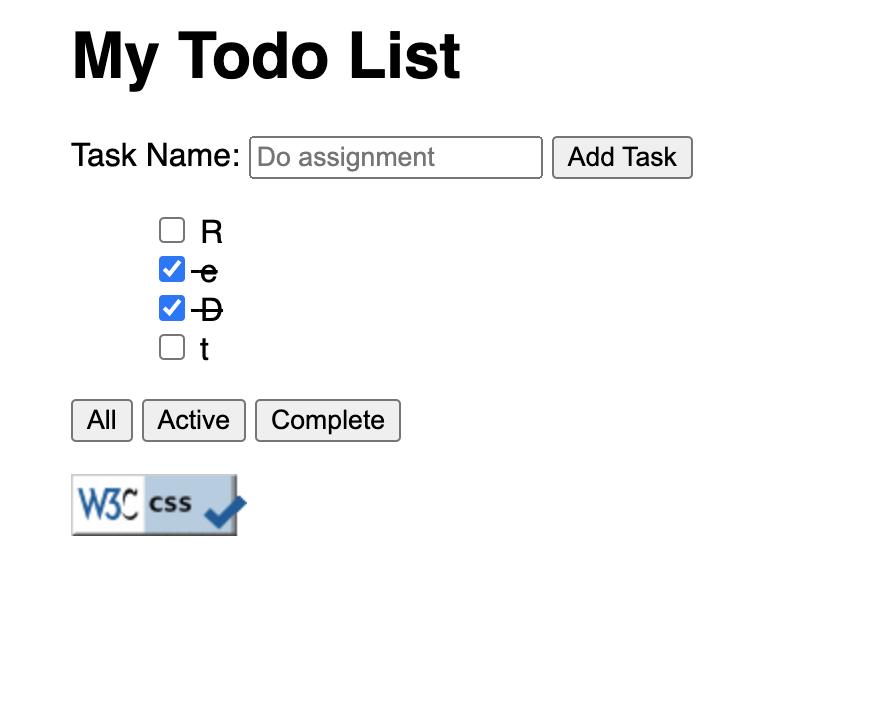 My Todo List
Task Name: Do assignment Add Task
R
e
D
t
All Active Complete
W3C css